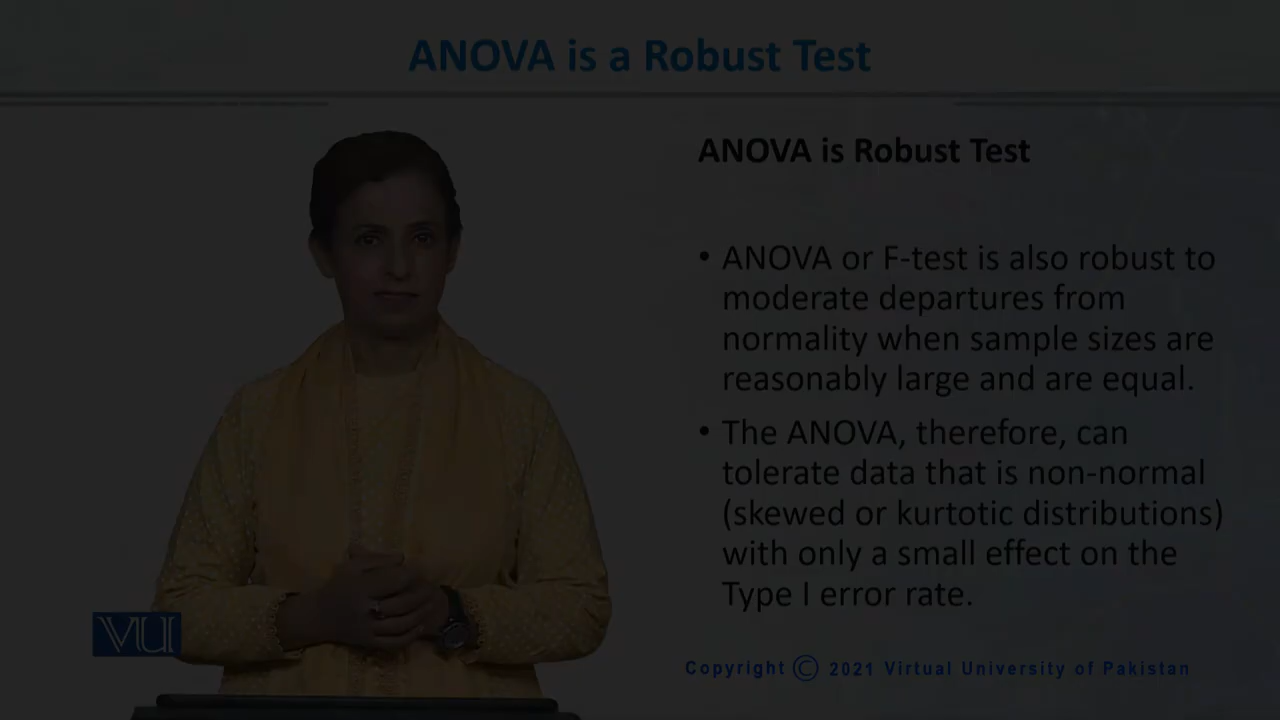 ANOVA is a Robust Test
ANOVA is Robust Test
• ANOVA or F-test is also robust to
moderate departures from
normality when sample sizes are
reasonably large and are equal.
• The ANOVA, therefore, can
tolerate data that is non-normal
(skewed or kurtotic distributions)
with only a small effect on the
Type I error rate.
VU
Copyright © 2021 Virtual University of Pakistan